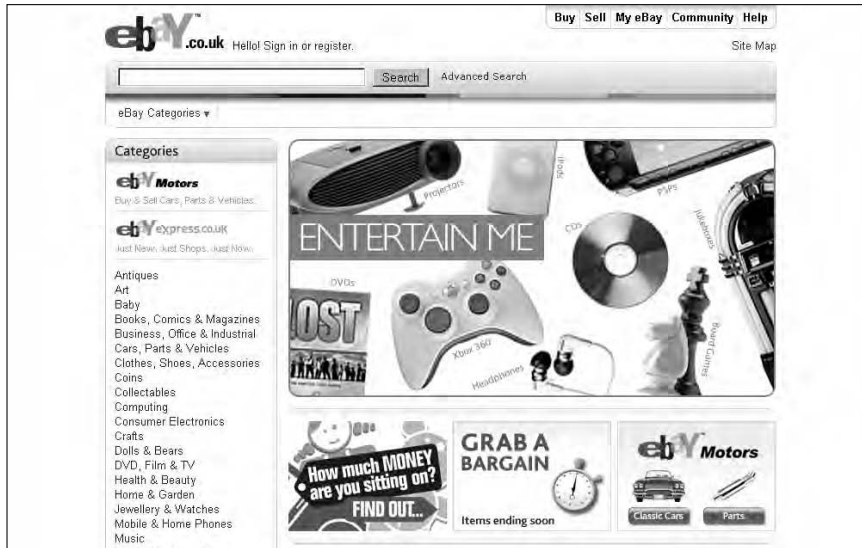 Buy Sell My eBay Community Help
ebaY™.co.uk Hello! Sign in or register.
Site Map
Search Advanced Search
eBay Categories ▾
Categories
ebaY Motors
Buy & Sell Cars, Parts & Vehicles.
ebaY express.co.uk
Just New. Just Shops. Just Now.
Antiques
Art
Baby
Books, Comics & Magazines
Business, Office & Industrial
Cars, Parts & Vehicles
Clothes, Shoes, Accessories
Coins
Collectables
Computing
Consumer Electronics
Crafts
Dolls & Bears
DVD, Film & TV
Health & Beauty
Home & Garden
Jewellery & Watches
Mobile & Home Phones
Music
Projectors
iPods
PSPs
Jukeboxes
ENTERTAIN ME
CDs
DVDs
LOST
Xbox 360
Headphones
Board Games
How much MONEY
are you sitting on?
FIND OUT...
GRAB A
BARGAIN
Items ending soon
ebaY™ Motors
Classic Cars
Parts